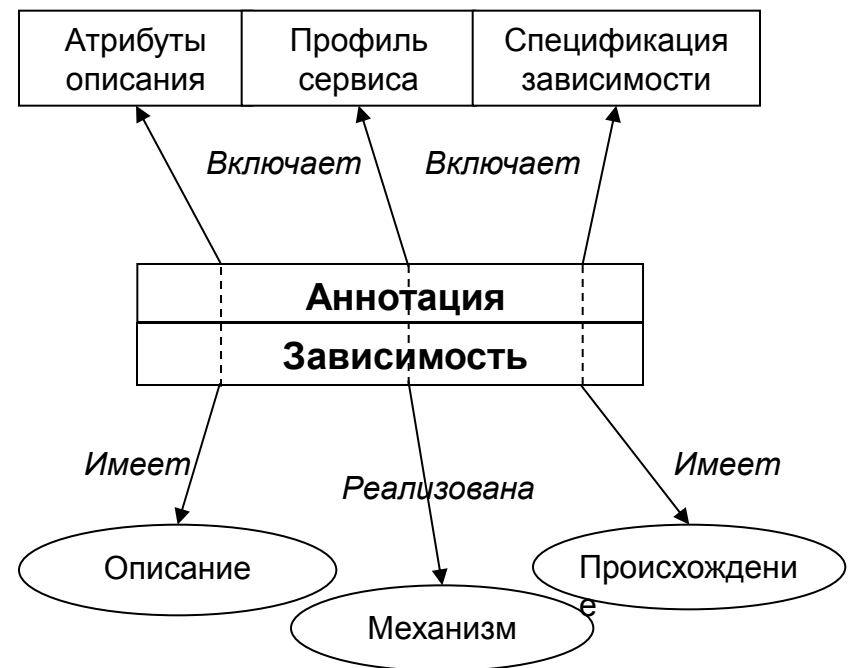 Атрибуты
описания
Профиль
сервиса
Спецификация
зависимости
Включает
Включает
Аннотация
Зависимость
Имеет
Реализована
Имеет
Описание
Механизм
Происхождени
е